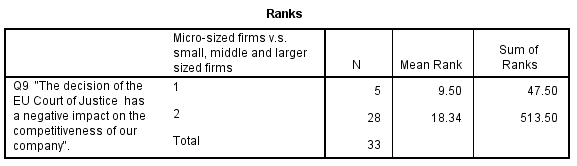 Ranks
Micro-sized firms v.s.
small, middle and larger
sized firms
N
Mean Rank
Sum of
Ranks
Q9 "The decision of the
EU Court of Justice has
a negative impact on the
competitiveness of our
company".
1
5
9.50
47.50
2
28
18.34
513.50
Total
33